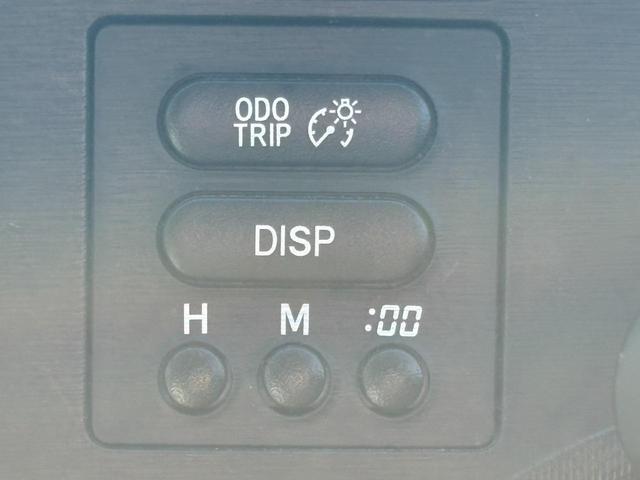 ODO
TRIP
DISP
H M :00